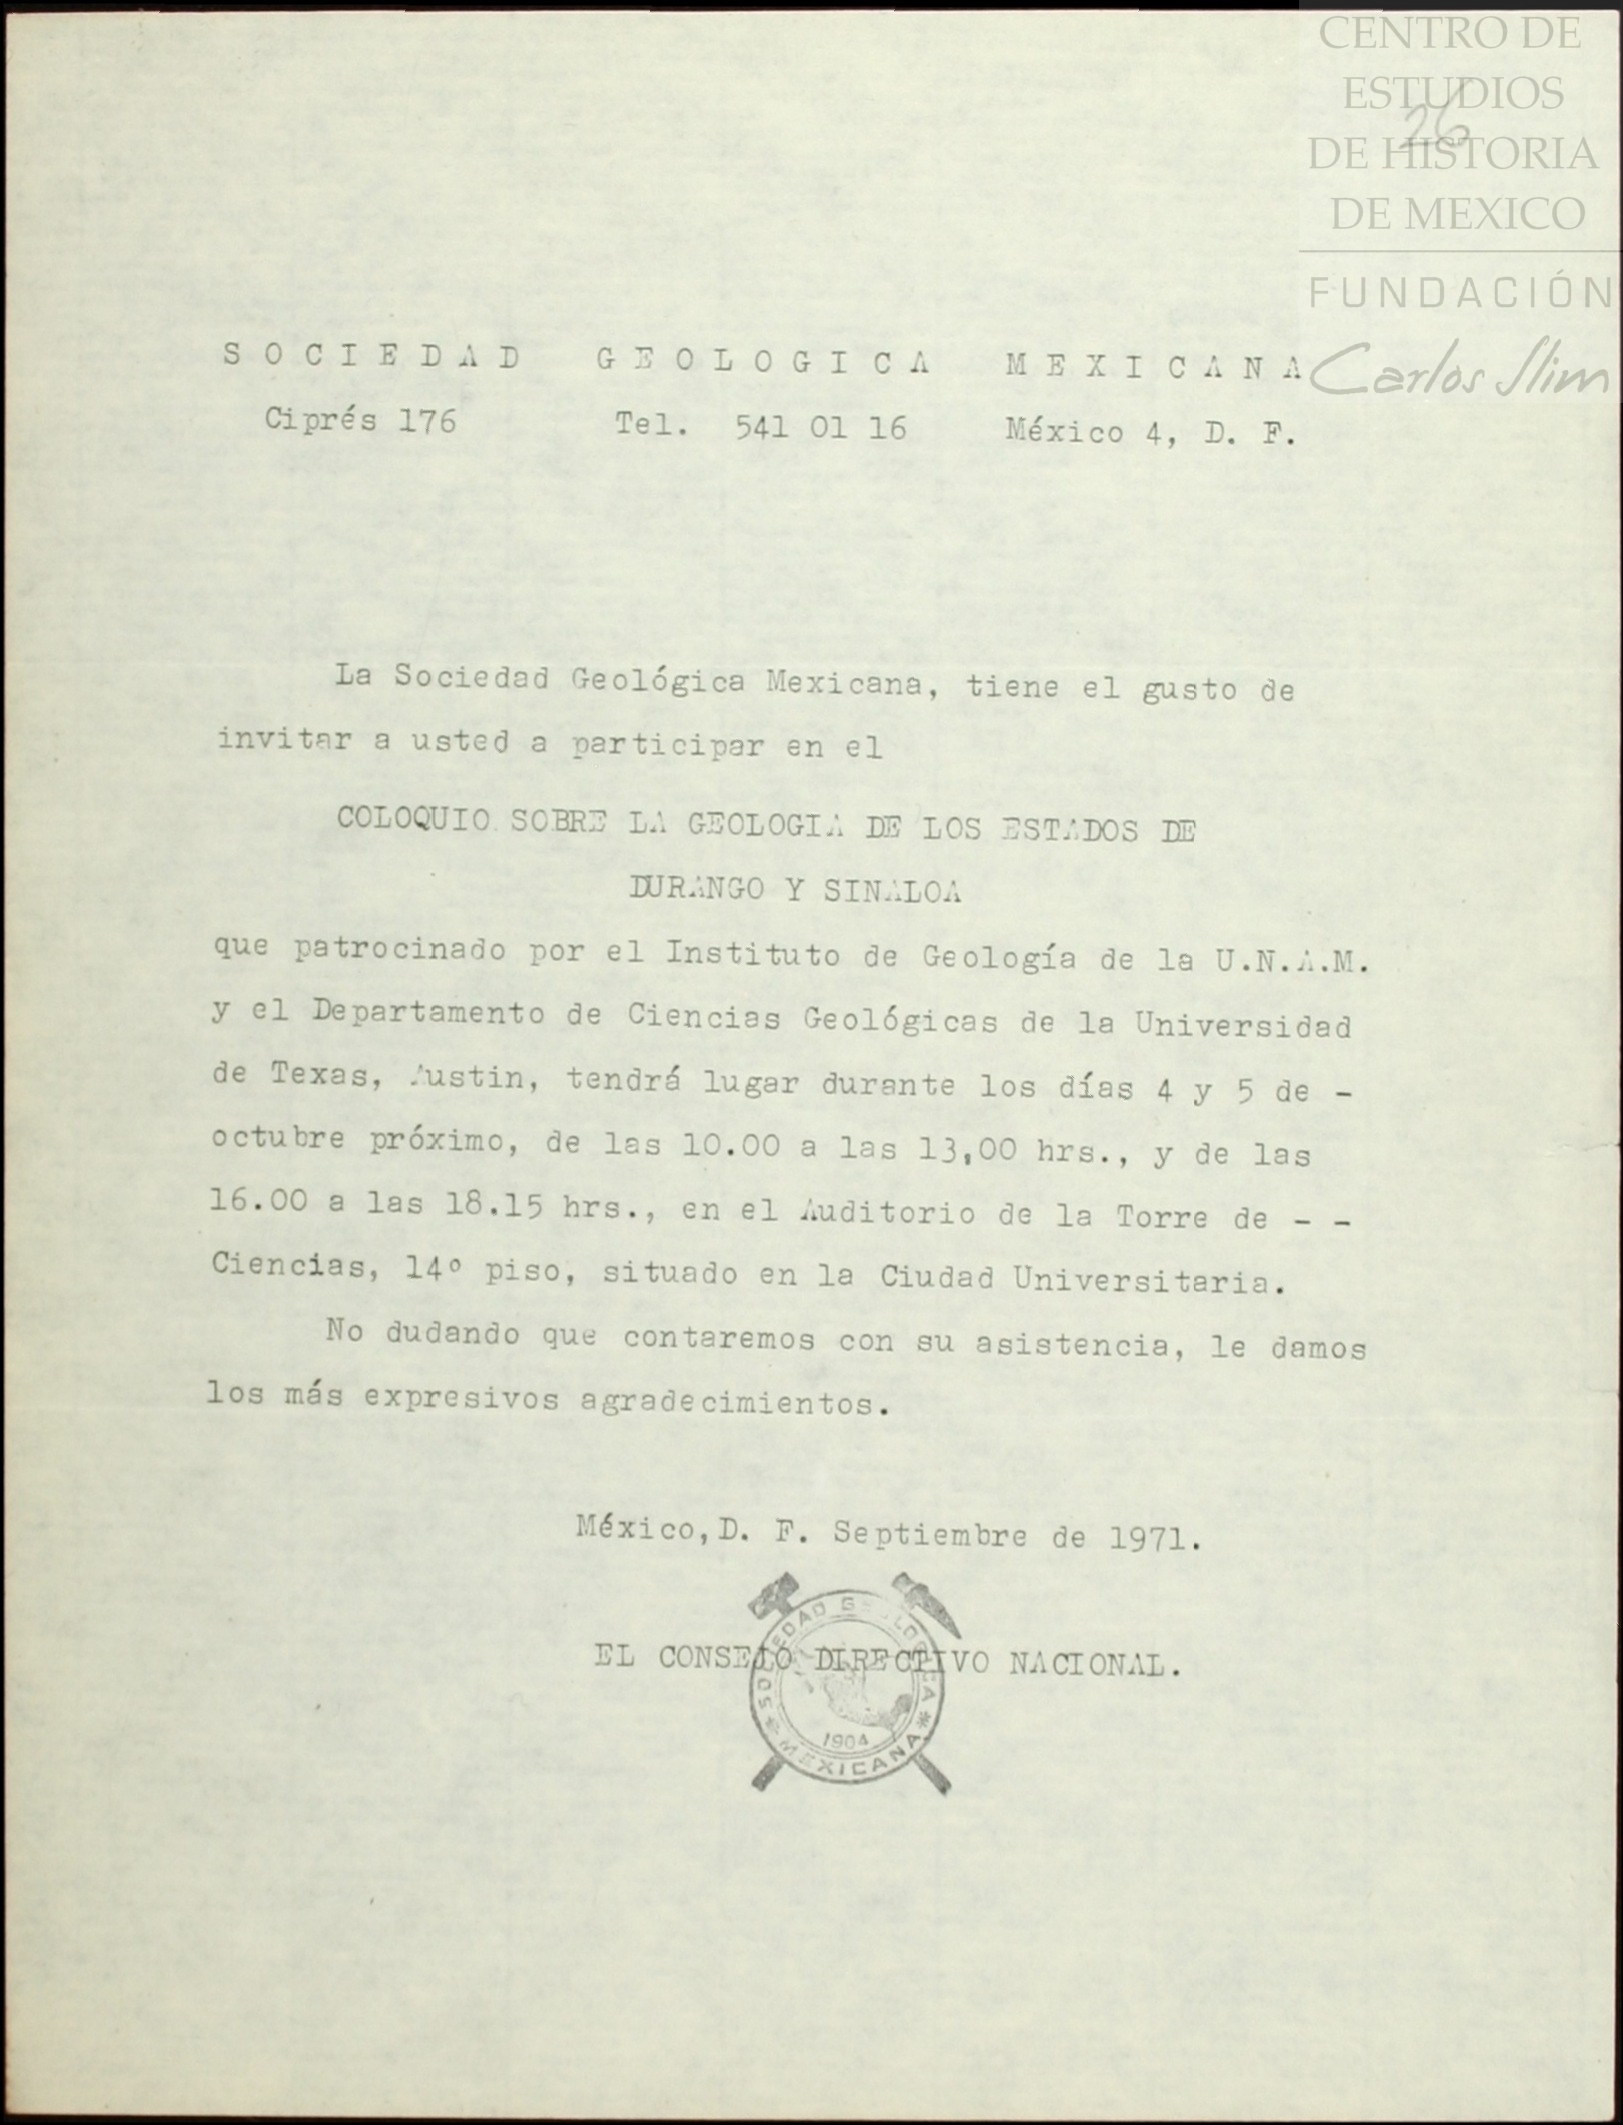 CENTRO DE
ESTUDIOS
DE HISTORIA
DE MEXICO
FUNDACIÓN
Carlos Slim
26
SOCIEDAD GEOLOGICA MEXICANA
Ciprés 176 Tel. 541 01 16 México 4, D. F.
La Sociedad Geológica Mexicana, tiene el gusto de
invitar a usted a participar en el
COLOQUIO SOBRE LA GEOLOGIA DE LOS ESTADOS DE
DURANGO Y SINALOA
que patrocinado por el Instituto de Geología de la U.N.A.M.
y el Departamento de Ciencias Geológicas de la Universidad
de Texas, Austin, tendrá lugar durante los días 4 y 5 de -
octubre próximo, de las 10.00 a las 13,00 hrs., y de las
16.00 a las 18.15 hrs., en el Auditorio de la Torre de - -
Ciencias, 14º piso, situado en la Ciudad Universitaria.
No dudando que contaremos con su asistencia, le damos
los más expresivos agradecimientos.
México, D. F. Septiembre de 1971.
EL CONSEJO DIRECTIVO NACIONAL.
SOCIEDAD GEOLOGICA
1904
* MEXICANA *